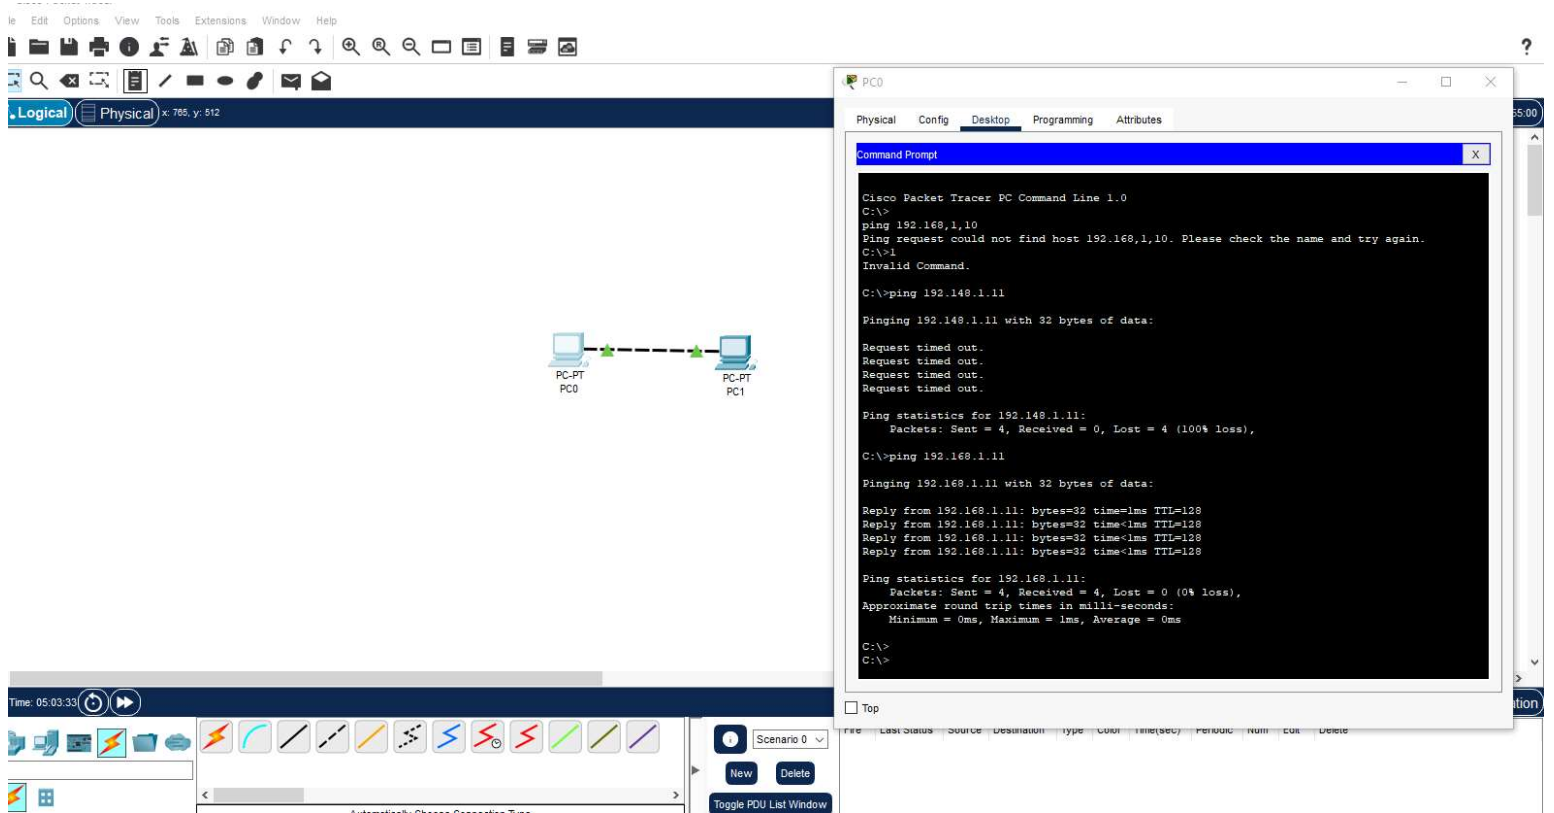 Edit Options View Tools Extensions Window Help
?
Logical Physical x: 765, y: 512
55:00
PC-PT
PC0
PC-PT
PC1
PC0
Physical Config Desktop Programming Attributes
Command Prompt X
Cisco Packet Tracer PC Command Line 1.0
C:\>
ping 192.168,1,10
Ping request could not find host 192.168,1,10. Please check the name and try again.
C:\>1
Invalid Command.
C:\>ping 192.148.1.11
Pinging 192.148.1.11 with 32 bytes of data:
Request timed out.
Request timed out.
Request timed out.
Request timed out.
Ping statistics for 192.148.1.11:
Packets: Sent = 4, Received = 0, Lost = 4 (100% loss),
C:\>ping 192.168.1.11
Pinging 192.168.1.11 with 32 bytes of data:
Reply from 192.168.1.11: bytes=32 time=1ms TTL=128
Reply from 192.168.1.11: bytes=32 time<1ms TTL=128
Reply from 192.168.1.11: bytes=32 time<1ms TTL=128
Reply from 192.168.1.11: bytes=32 time<1ms TTL=128
Ping statistics for 192.168.1.11:
Packets: Sent = 4, Received = 4, Lost = 0 (0% loss),
Approximate round trip times in milli-seconds:
Minimum = 0ms, Maximum = 1ms, Average = 0ms
C:\>
C:\>
Top
Time: 05:03:33
Scenario 0
New Delete
Toggle PDU List Window
Fire Last Status Source Destination Type Color Time(sec) Periodic Num Edit Delete
Automatically Choose Connection Type